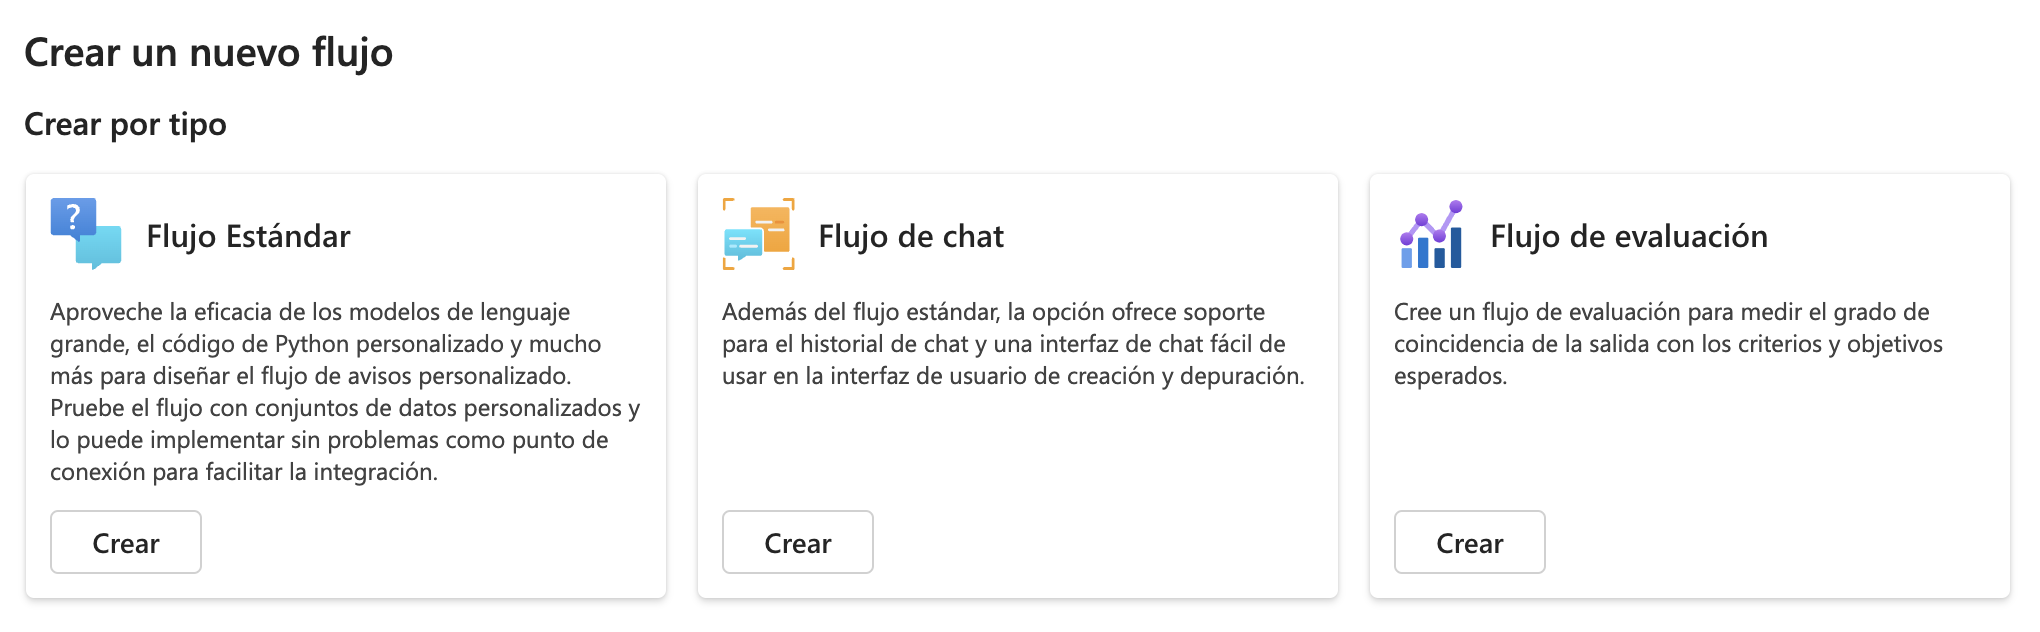 Crear un nuevo flujo
Crear por tipo
?
Flujo Estándar
Aproveche la eficacia de los modelos de lenguaje
grande, el código de Python personalizado y mucho
más para diseñar el flujo de avisos personalizado.
Pruebe el flujo con conjuntos de datos personalizados y
lo puede implementar sin problemas como punto de
conexión para facilitar la integración.
Crear
Flujo de chat
Además del flujo estándar, la opción ofrece soporte
para el historial de chat y una interfaz de chat fácil de
usar en la interfaz de usuario de creación y depuración.
Crear
Flujo de evaluación
Cree un flujo de evaluación para medir el grado de
coincidencia de la salida con los criterios y objetivos
esperados.
Crear